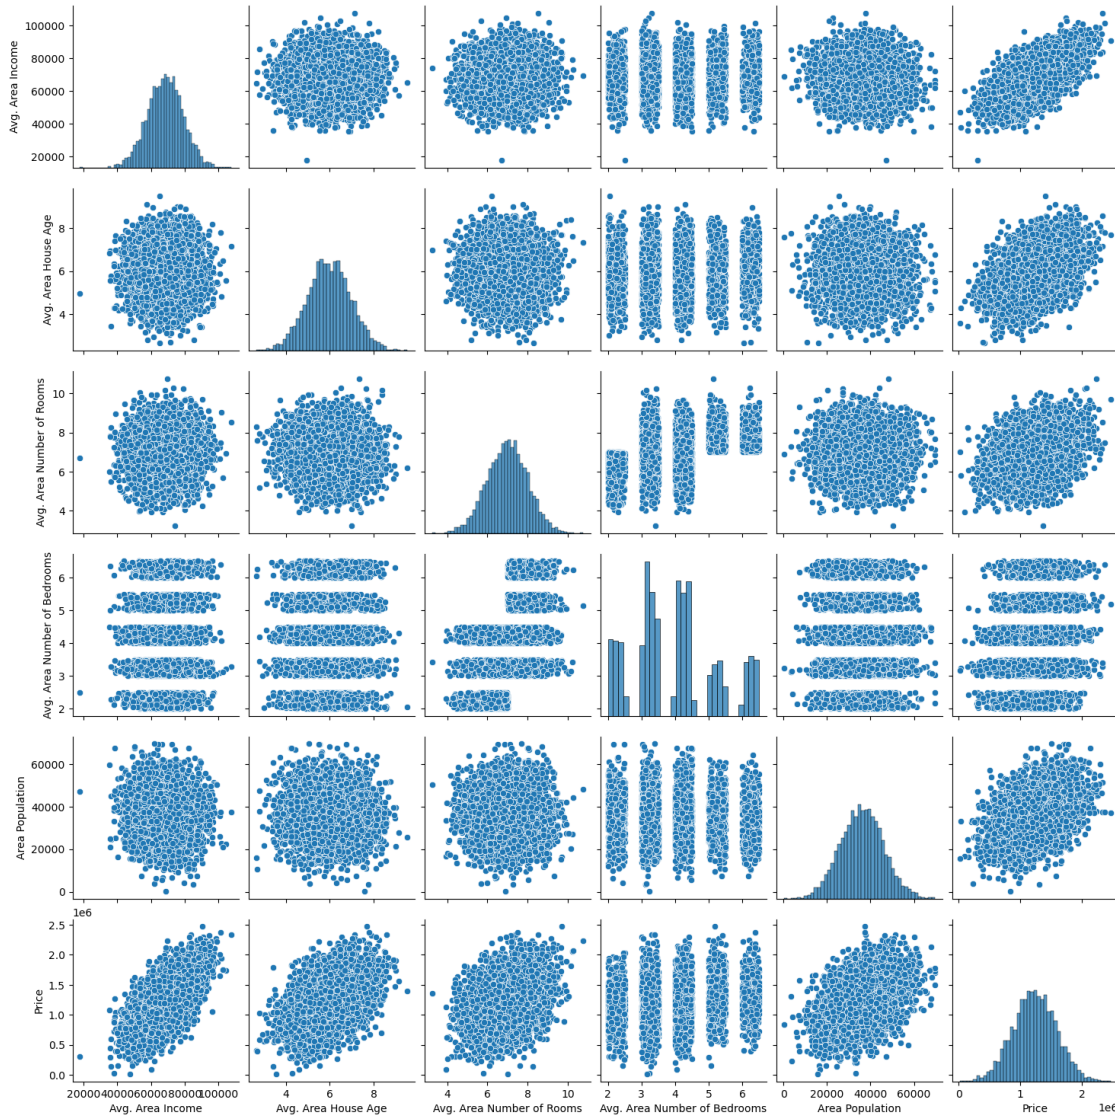 Avg. Area Income
100000
80000
60000
40000
20000
Avg. Area House Age
8
6
4
Avg. Area Number of Rooms
10
8
6
4
Avg. Area Number of Bedrooms
6
5
4
3
2
Area Population
60000
40000
20000
0
1e6
Price
2.5
2.0
1.5
1.0
0.5
0.0
20000 40000 60000 80000 100000
Avg. Area Income
4 6 8
Avg. Area House Age
4 6 8 10
Avg. Area Number of Rooms
2 3 4 5 6
Avg. Area Number of Bedrooms
0 20000 40000 60000
Area Population
0 1 2
Price
1e6